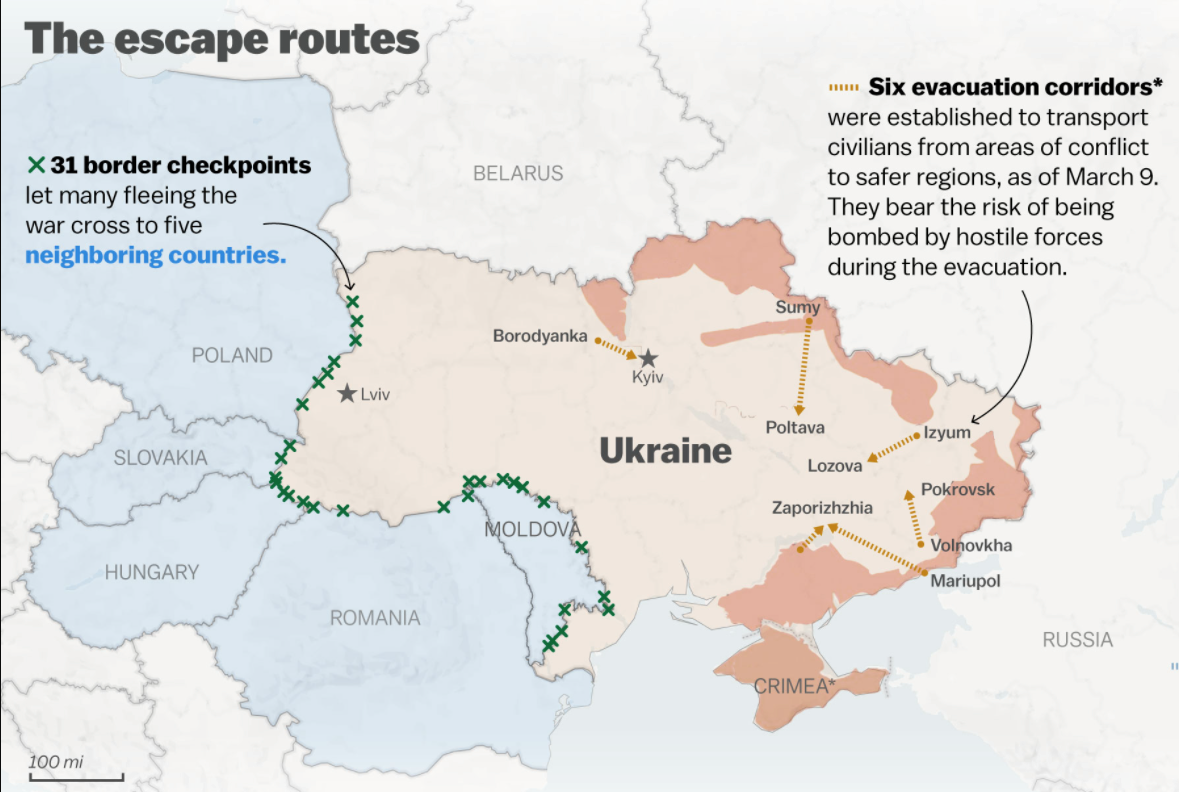 The escape routes
31 border checkpoints
let many fleeing the
war cross to five
neighboring countries.
Six evacuation corridors*
were established to transport
civilians from areas of conflict
to safer regions, as of March 9.
They bear the risk of being
bombed by hostile forces
during the evacuation.
BELARUS
Sumy
Borodyanka
POLAND
Kyiv
Lviv
Poltava
Izyum
Ukraine
SLOVAKIA
Lozova
Pokrovsk
Zaporizhzhia
MOLDOVA
Volnovkha
HUNGARY
Mariupol
ROMANIA
RUSSIA
CRIMEA*
100 mi